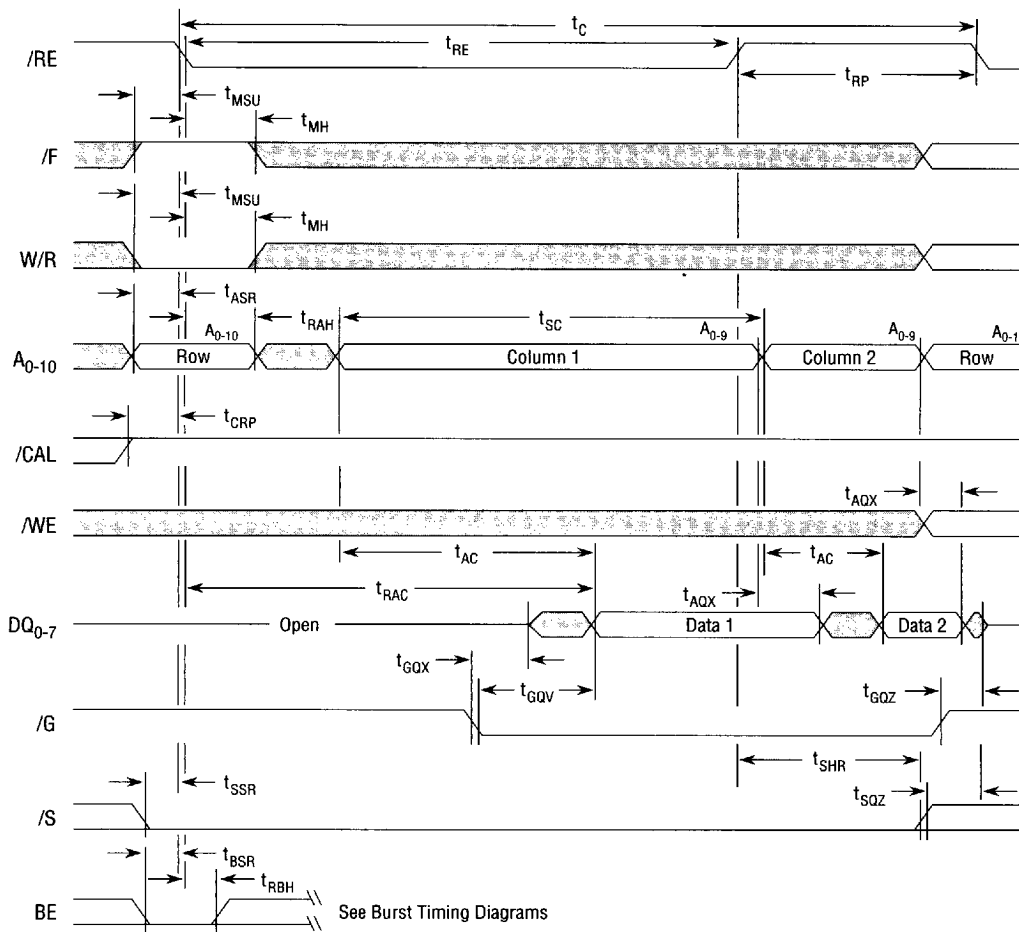 tC
/RE
tRE
tRP
tMSU
tMH
/F
tMSU
tMH
W/R
tASR
tRAH
tSC
A0-10
A0-9
A0-9
A0-1
A0-10
Row
Column 1
Column 2
Row
tCRP
/CAL
tAQX
/WE
tAC
tAC
tRAC
tAQX
DQ0-7
Open
Data 1
Data 2
tGQX
tGQV
tGQZ
/G
tSHR
tSSR
tSQZ
/S
tBSR
tRBH
BE
See Burst Timing Diagrams